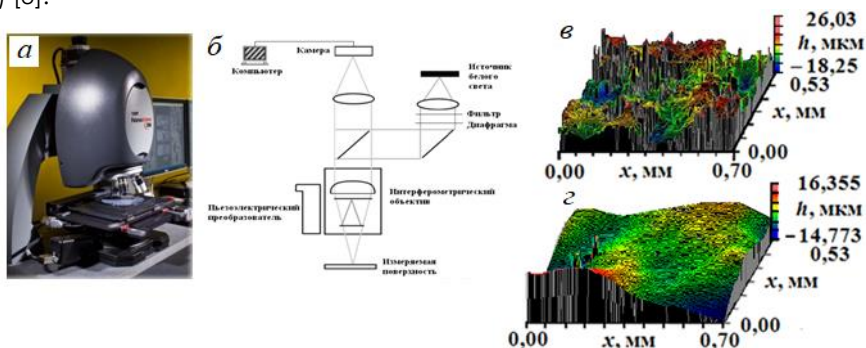 [8].
а
б
Камера
Компьютер
Источник
белого
света
Фильтр
Диафрагма
Пьезоэлектрический
преобразователь
Интерферометрический
объектив
Измеряемая
поверхность
в
26,03
h, мкм
−18,25
0,53
x, мм
0,00
0,00
x, мм
0,70
г
16,355
h, мкм
−14,773
0,53
x, мм
0,00
0,00
x, мм
0,70